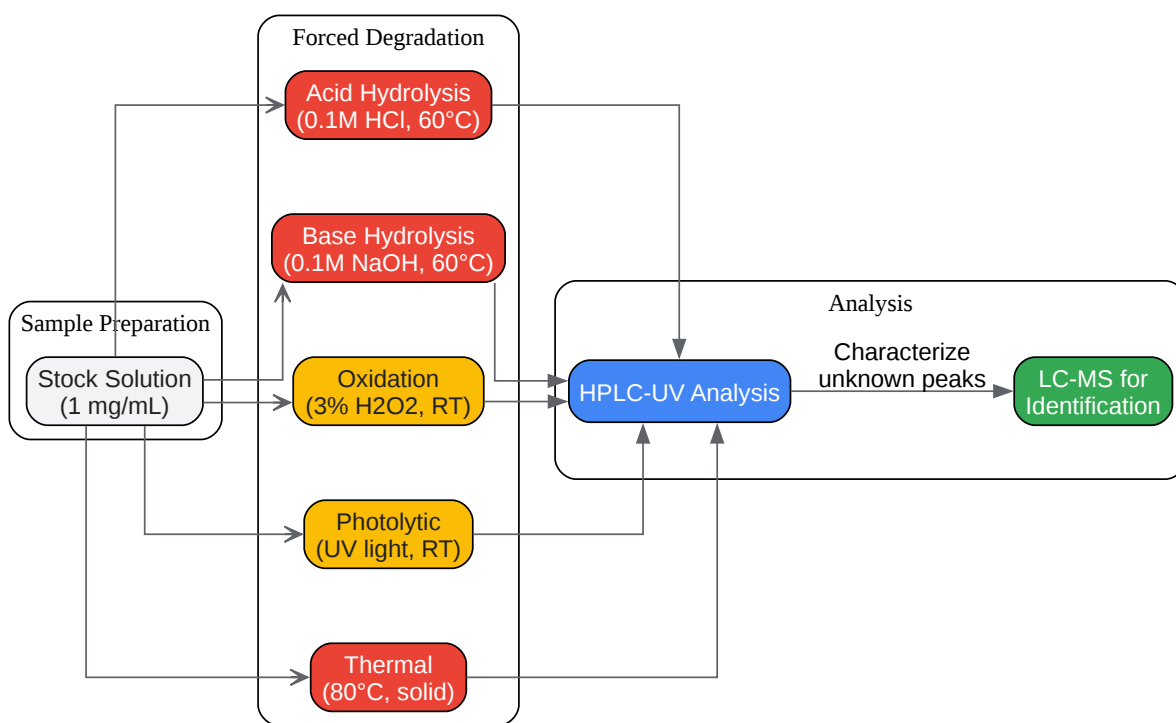 Forced Degradation
Acid Hydrolysis
(0.1M HCl, 60°C)
Base Hydrolysis
(0.1M NaOH, 60°C)
Sample Preparation
Stock Solution
(1 mg/mL)
Oxidation
(3% H2O2, RT)
Photolytic
(UV light, RT)
Thermal
(80°C, solid)
Analysis
HPLC-UV Analysis
Characterize
unknown peaks
LC-MS for
Identification